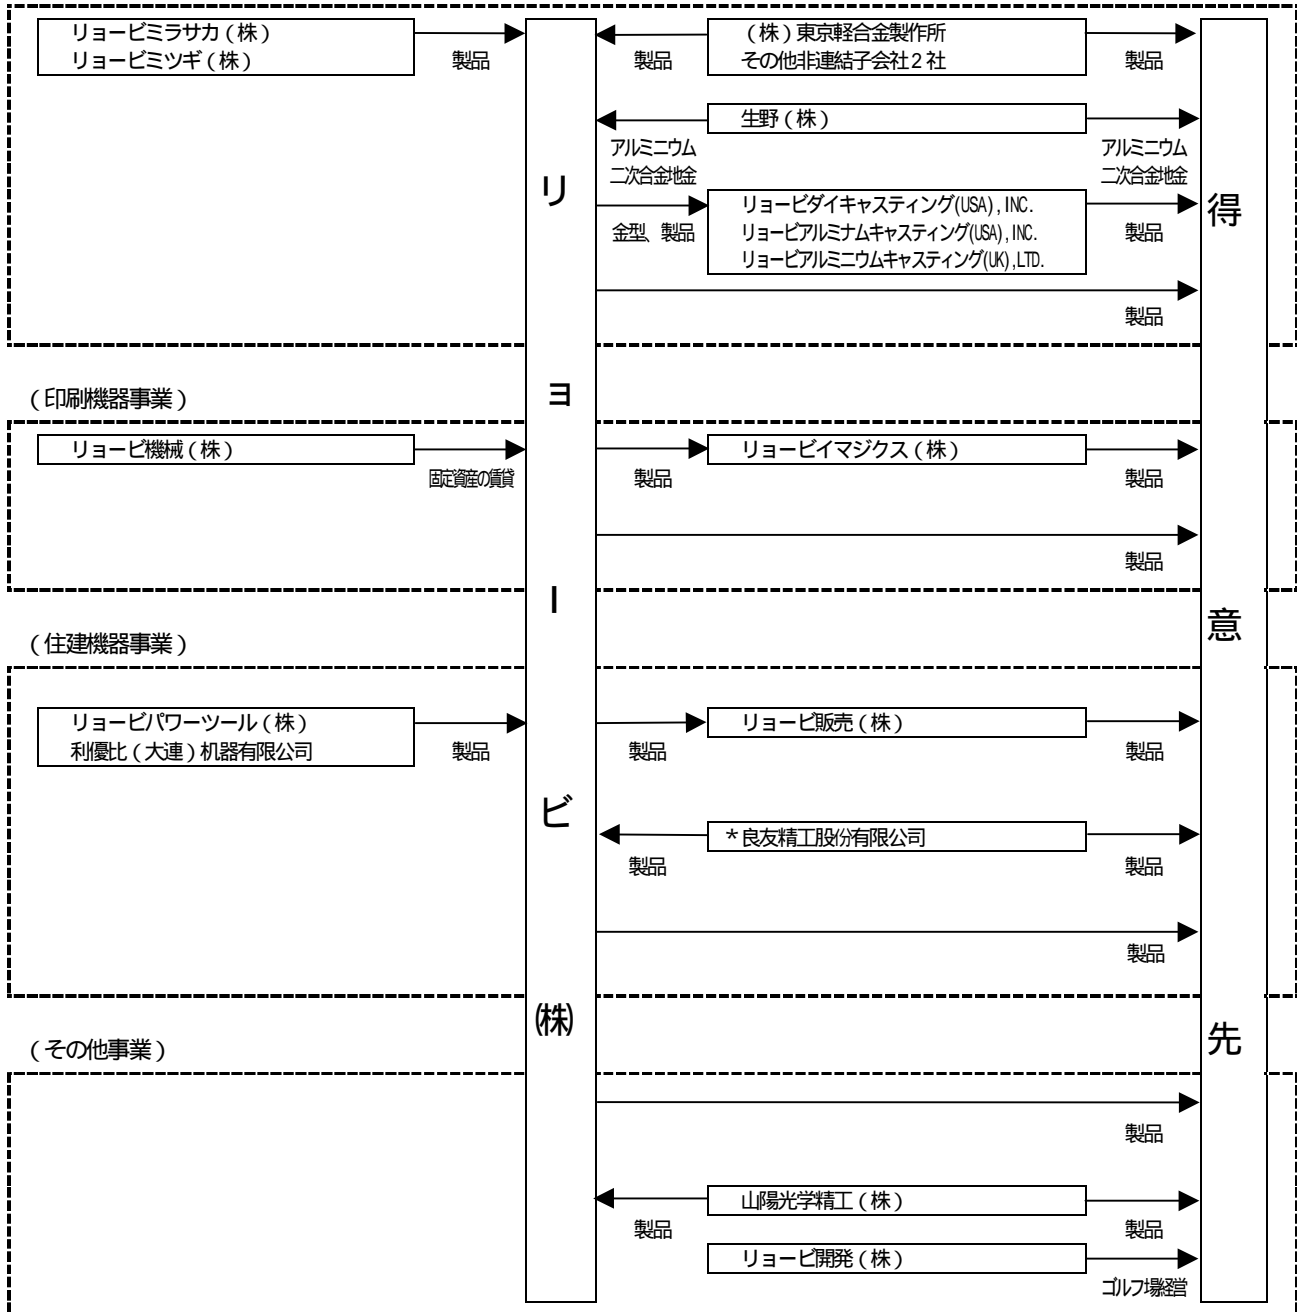 リョービミラサカ(株)
リョービミツギ(株)
製品
製品
(株)東京軽合金製作所
その他非連結子会社2社
製品
生野(株)
アルミニウム
二次合金地金
アルミニウム
二次合金地金
金型、製品
リョービダイキャスティング(USA),INC.
リョービアルミナムキャスティング(USA),INC.
リョービアルミニウムキャスティング(UK),LTD.
製品
製品
リョービ(株)
得意先
(印刷機器事業)
リョービ機械(株)
固定資産の賃貸
製品
リョービイマジクス(株)
製品
製品
(住建機器事業)
リョービパワーツール(株)
利優比(大連)机器有限公司
製品
製品
リョービ販売(株)
製品
*良友精工股份有限公司
製品
製品
製品
(その他事業)
製品
山陽光学精工(株)
製品
製品
リョービ開発(株)
ゴルフ場経営